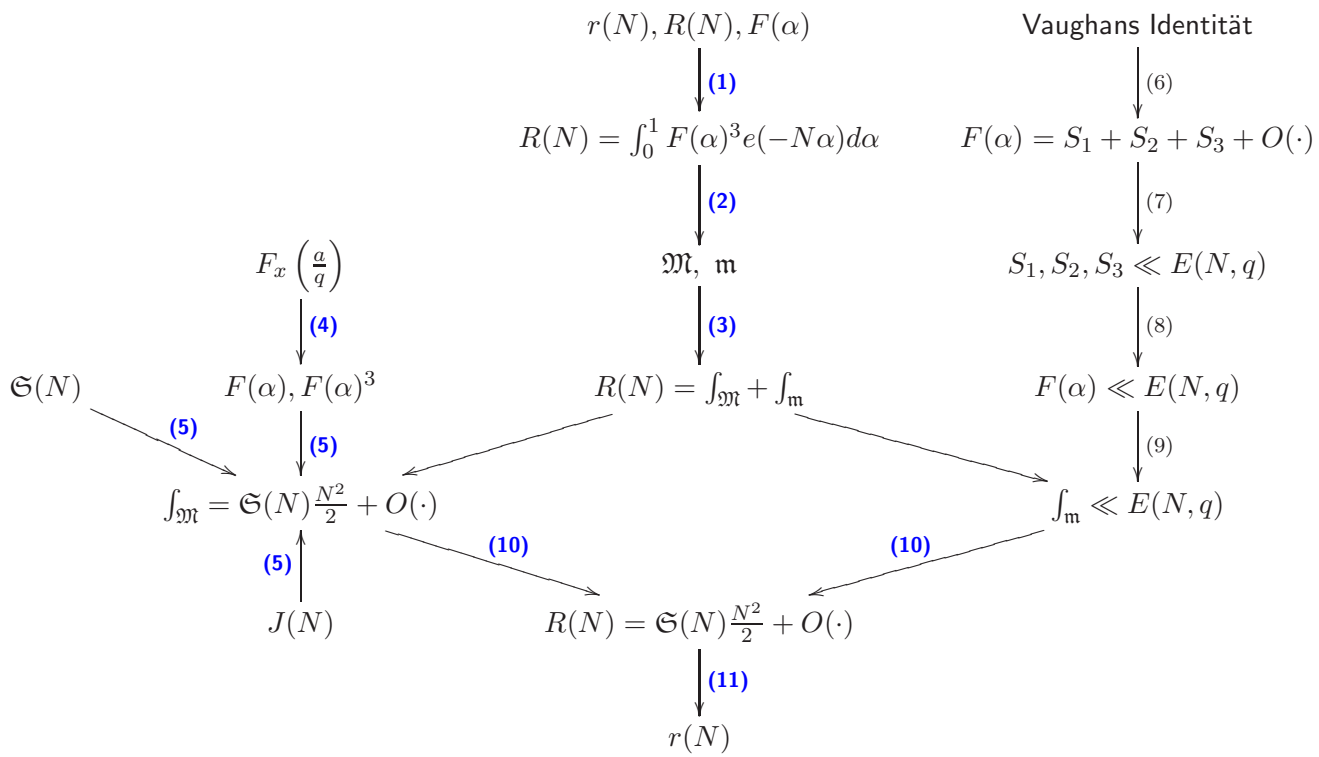 r(N), R(N), F(α) Vaughans Identität
(1) (6)
R(N) = ∫₀¹ F(α)³e(−Nα)dα F(α) = S₁ + S₂ + S₃ + O(·)
(2) (7)
F_x (a/q) 𝔐, 𝔪 S₁, S₂, S₃ ≪ E(N, q)
(4) (3) (8)
𝔖(N) F(α), F(α)³ R(N) = ∫_𝔐 + ∫_𝔪 F(α) ≪ E(N, q)
(5) (5) (9)
∫_𝔐 = 𝔖(N) N²/2 + O(·) ∫_𝔪 ≪ E(N, q)
(5) (10) (10)
J(N) R(N) = 𝔖(N) N²/2 + O(·)
(11)
r(N)